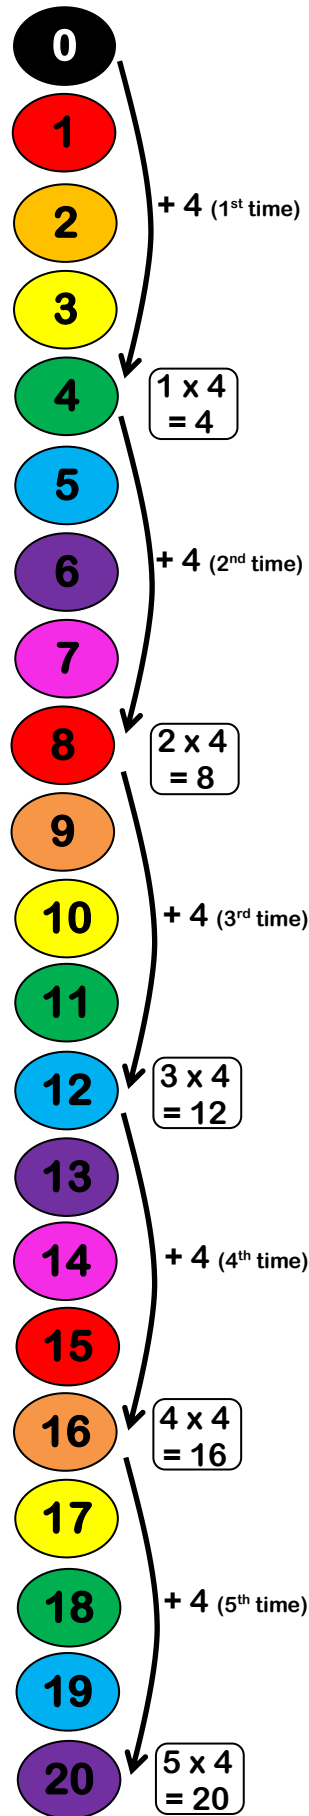 0
1
2
+ 4 (1st time)
3
4
1 x 4
= 4
5
6
+ 4 (2nd time)
7
8
2 x 4
= 8
9
10
+ 4 (3rd time)
11
12
3 x 4
= 12
13
14
+ 4 (4th time)
15
16
4 x 4
= 16
17
18
+ 4 (5th time)
19
20
5 x 4
= 20